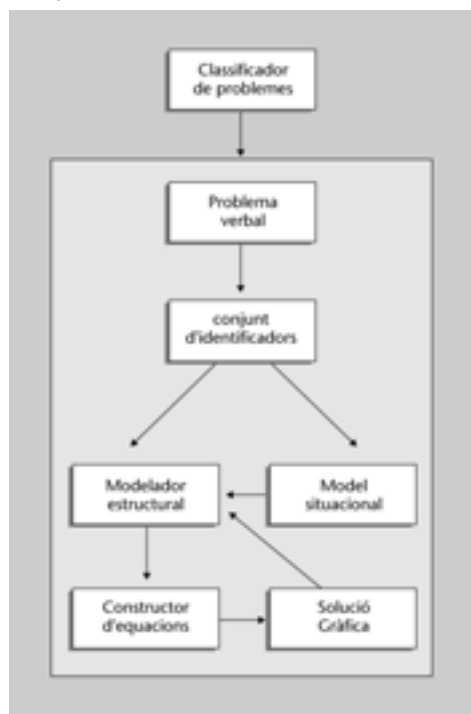 Classificador
de problemes
Problema
verbal
conjunt
d'identificadors
Modelador
estructural
Model
situacional
Constructor
d'equacions
Solució
Gràfica